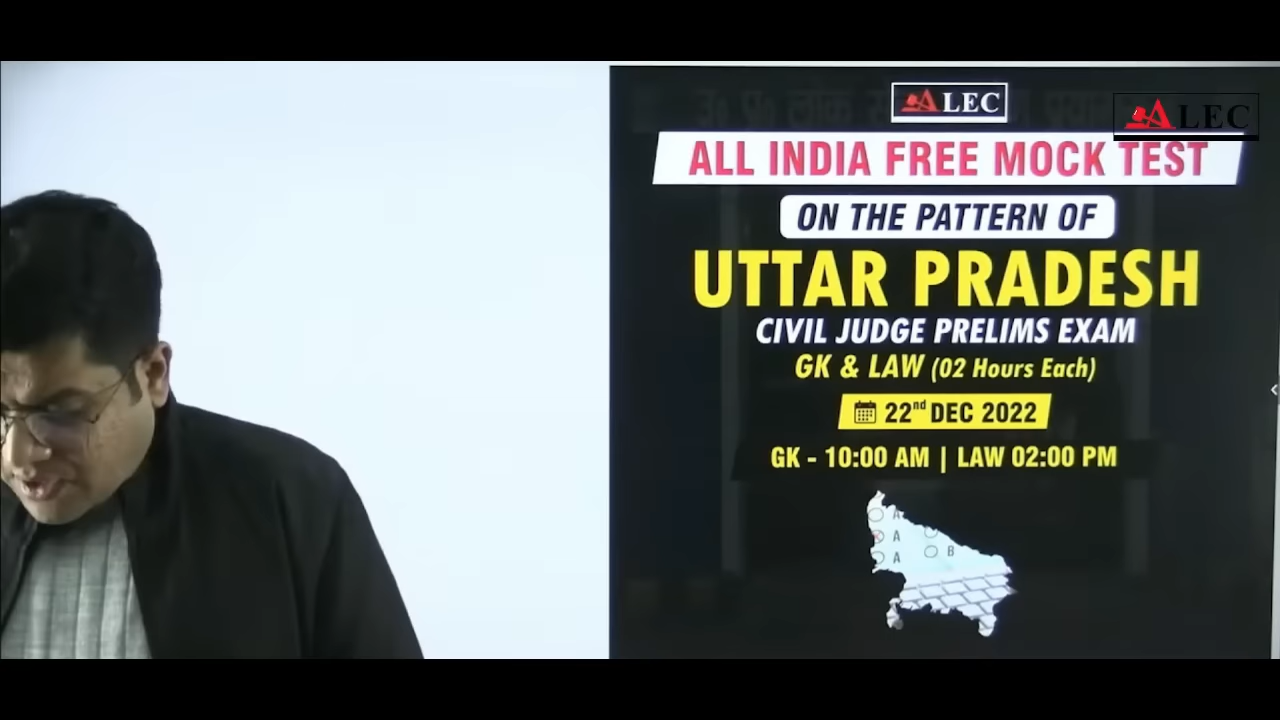 ALEC
ALEC
ALL INDIA FREE MOCK TEST
ON THE PATTERN OF
UTTAR PRADESH
CIVIL JUDGE PRELIMS EXAM
GK & LAW (02 Hours Each)
22nd DEC 2022
GK - 10:00 AM | LAW 02:00 PM
A
A
A B